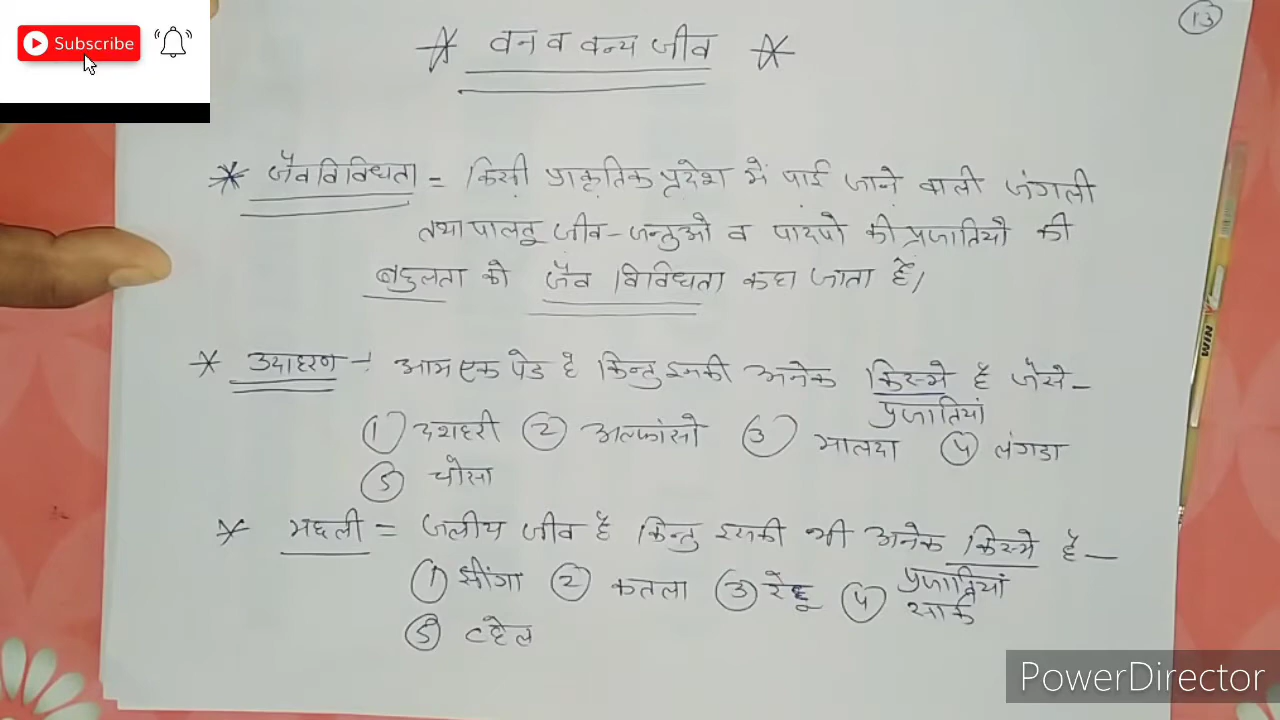 Subscribe
13
* वन व वन्य जीव *
* जैवविविधता = किसी प्राकृतिक प्रदेश में पाई जाने वाली जंगली
तथा पालतू जीव-जन्तुओ व पादपो की प्रजातियो की
बहुलता को जैव विविधता कहा जाता है।
* उदाहरण -: आम एक पेड है किन्तु इनकी अनेक किस्मे है जैसे-
प्रजातियां
① दशहरी ② अल्फांसो ③ मालदा ④ लंगडा
⑤ चोसा
* मछली = जलीय जीव है किन्तु इसकी भी अनेक किस्मे है-
प्रजातियां
① झींगा ② कतला ③ रेहू ④ सार्क
⑤ व्हेल
PowerDirector